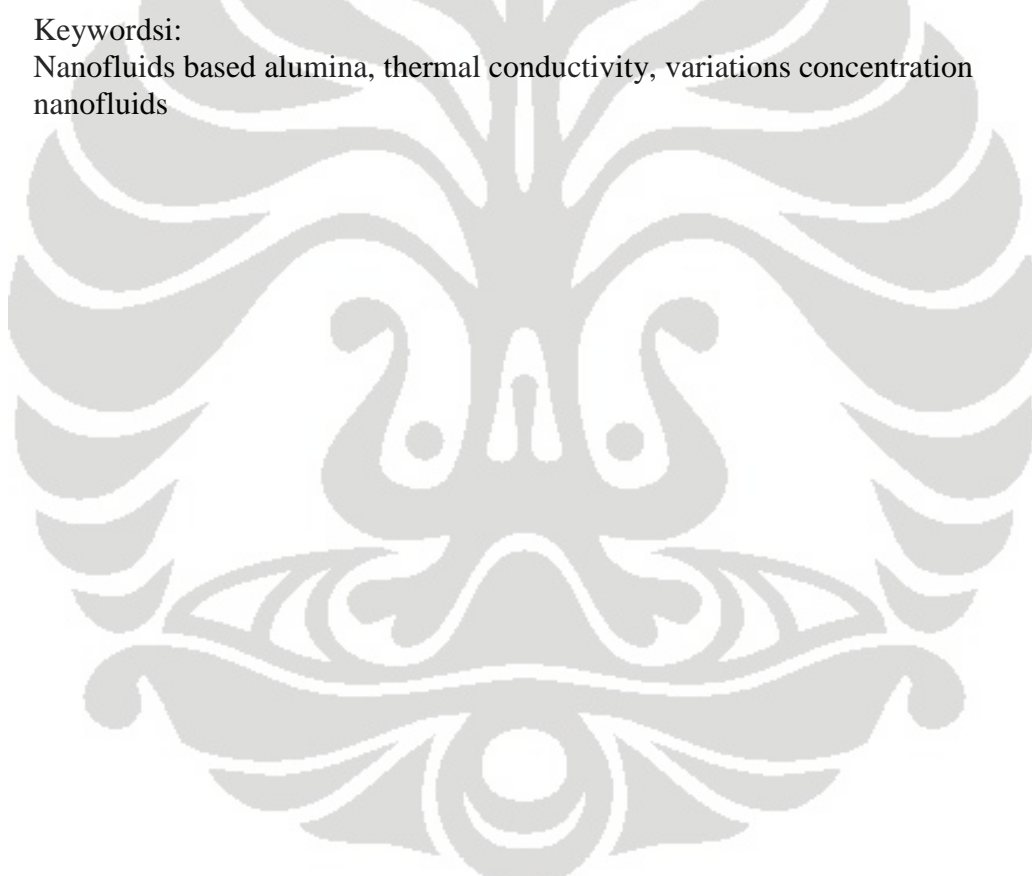 Keywordsi:
Nanofluids based alumina, thermal conductivity, variations concentration
nanofluids